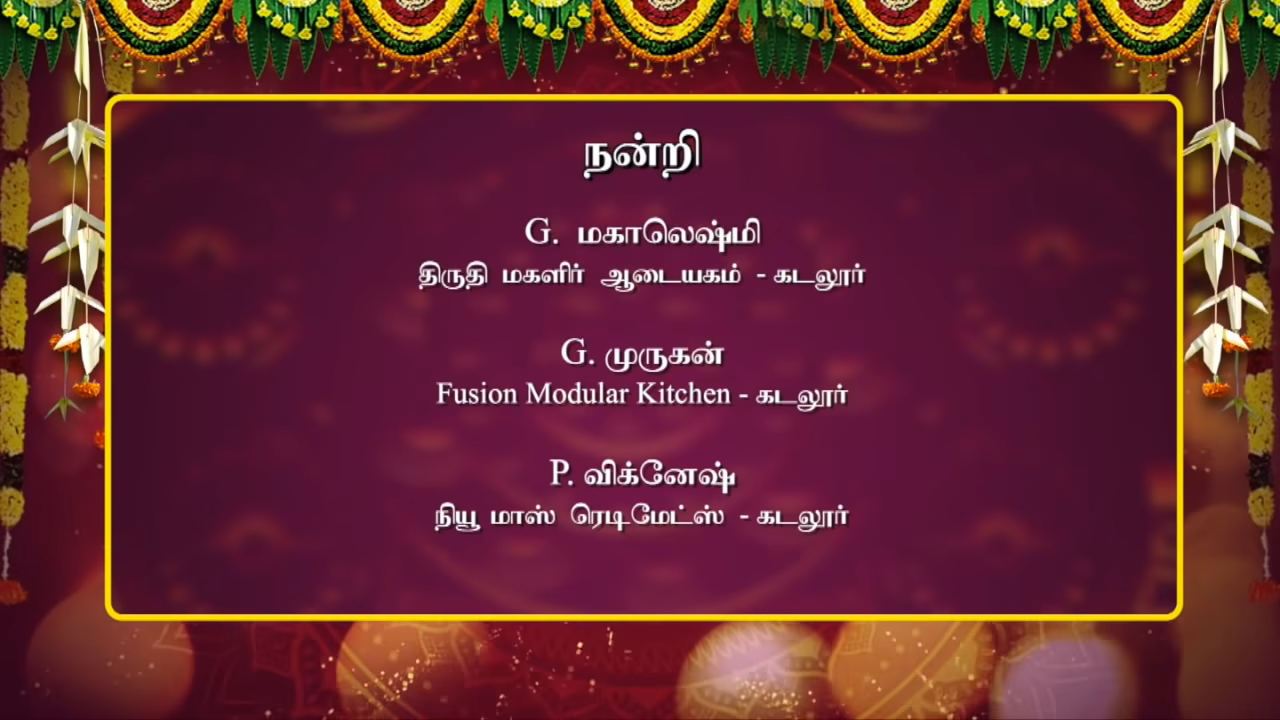 நன்றி
G. மகாலெஷ்மி
திருதி மகளிர் ஆடையகம் - கடலூர்
G. முருகன்
Fusion Modular Kitchen - கடலூர்
P. விக்னேஷ்
நியூ மாஸ் ரெடிமேட்ஸ் - கடலூர்